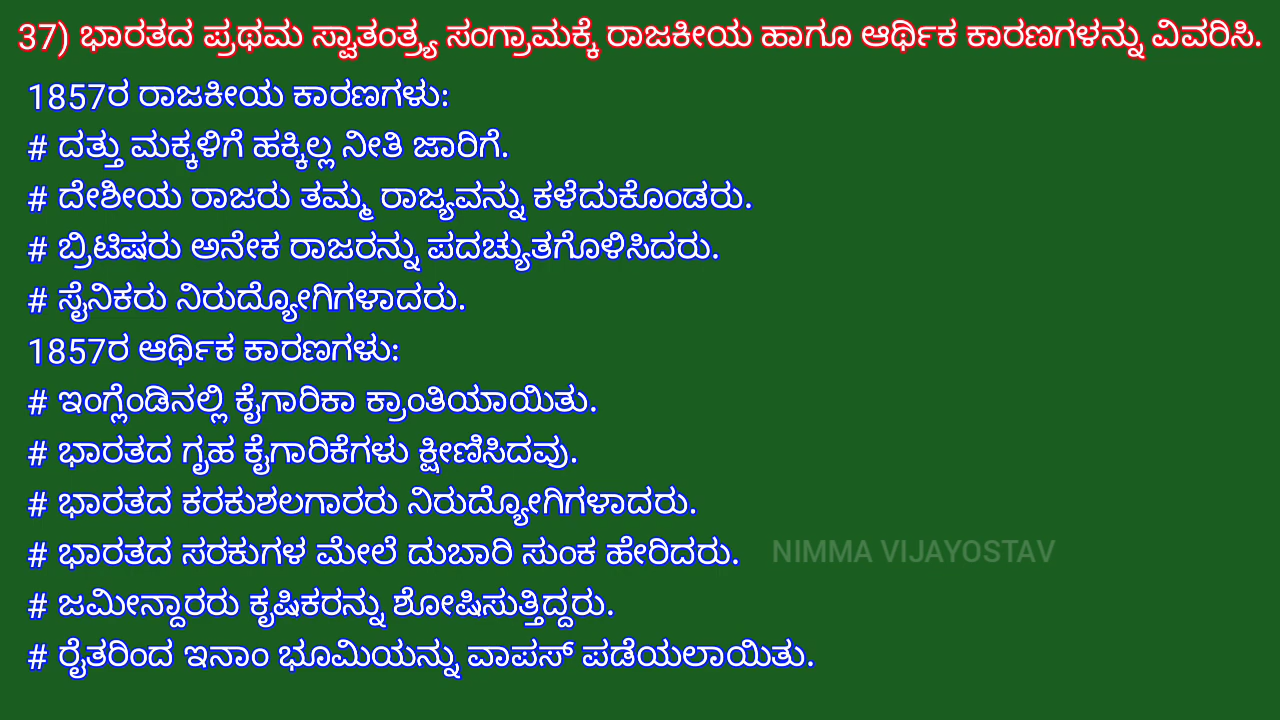 37) ಭಾರತದ ಪ್ರಥಮ ಸ್ವಾತಂತ್ರ್ಯ ಸಂಗ್ರಾಮಕ್ಕೆ ರಾಜಕೀಯ ಹಾಗೂ ಆರ್ಥಿಕ ಕಾರಣಗಳನ್ನು ವಿವರಿಸಿ.
1857ರ ರಾಜಕೀಯ ಕಾರಣಗಳು:
# ದತ್ತು ಮಕ್ಕಳಿಗೆ ಹಕ್ಕಿಲ್ಲ ನೀತಿ ಜಾರಿಗೆ.
# ದೇಶೀಯ ರಾಜರು ತಮ್ಮ ರಾಜ್ಯವನ್ನು ಕಳೆದುಕೊಂಡರು.
# ಬ್ರಿಟಿಷರು ಅನೇಕ ರಾಜರನ್ನು ಪದಚ್ಯುತಗೊಳಿಸಿದರು.
# ಸೈನಿಕರು ನಿರುದ್ಯೋಗಿಗಳಾದರು.
1857ರ ಆರ್ಥಿಕ ಕಾರಣಗಳು:
# ಇಂಗ್ಲೆಂಡಿನಲ್ಲಿ ಕೈಗಾರಿಕಾ ಕ್ರಾಂತಿಯಾಯಿತು.
# ಭಾರತದ ಗೃಹ ಕೈಗಾರಿಕೆಗಳು ಕ್ಷೀಣಿಸಿದವು.
# ಭಾರತದ ಕರಕುಶಲಗಾರರು ನಿರುದ್ಯೋಗಿಗಳಾದರು.
# ಭಾರತದ ಸರಕುಗಳ ಮೇಲೆ ದುಬಾರಿ ಸುಂಕ ಹೇರಿದರು. NIMMA VIJAYOSTAV
# ಜಮೀನ್ದಾರರು ಕೃಷಿಕರನ್ನು ಶೋಷಿಸುತ್ತಿದ್ದರು.
# ರೈತರಿಂದ ಇನಾಂ ಭೂಮಿಯನ್ನು ವಾಪಸ್ ಪಡೆಯಲಾಯಿತು.